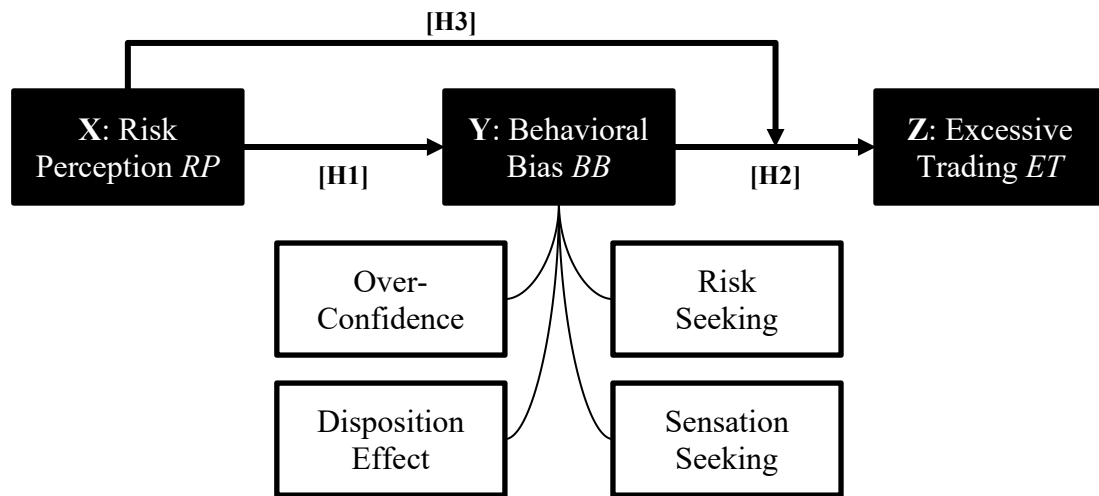 [H3]
X: Risk
Perception RP
[H1]
Y: Behavioral
Bias BB
[H2]
Z: Excessive
Trading ET
Over-
Confidence
Risk
Seeking
Disposition
Effect
Sensation
Seeking